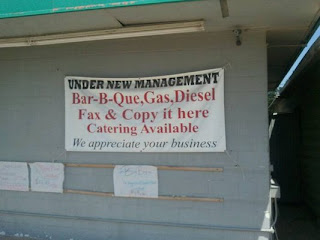 UNDER NEW MANAGEMENT
Bar-B-Que,Gas,Diesel
Fax & Copy it here
Catering Available
We appreciate your business